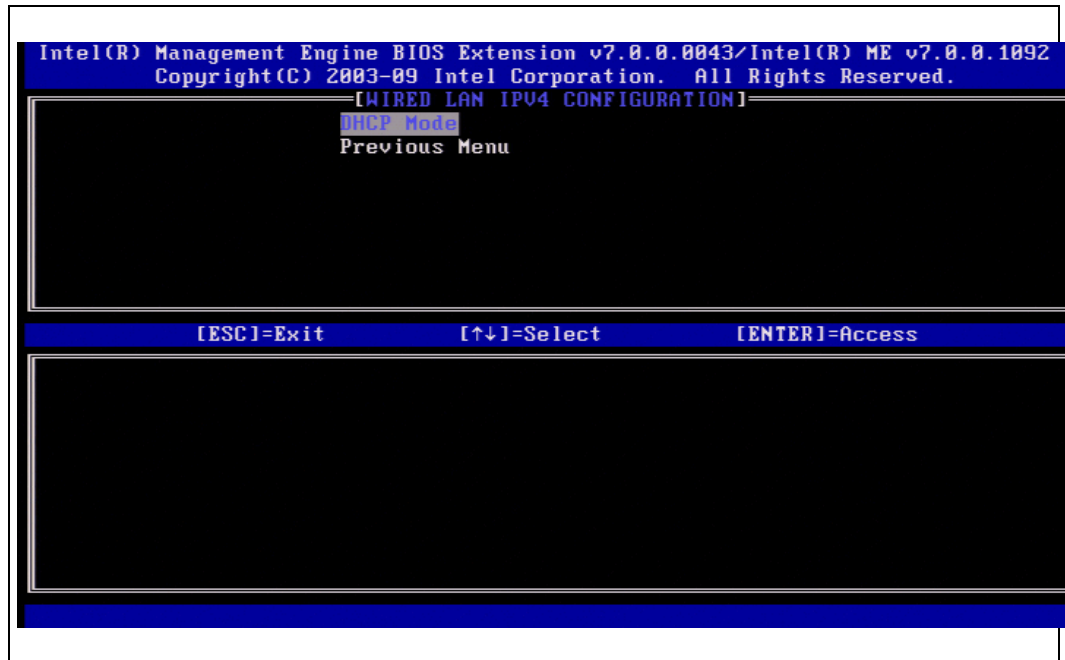 Intel(R) Management Engine BIOS Extension v7.0.0.0043/Intel(R) ME v7.0.0.1092
Copyright(C) 2003-09 Intel Corporation. All Rights Reserved.
[WIRED LAN IPV4 CONFIGURATION]
DHCP Mode
Previous Menu
[ESC]=Exit [↑↓]=Select [ENTER]=Access